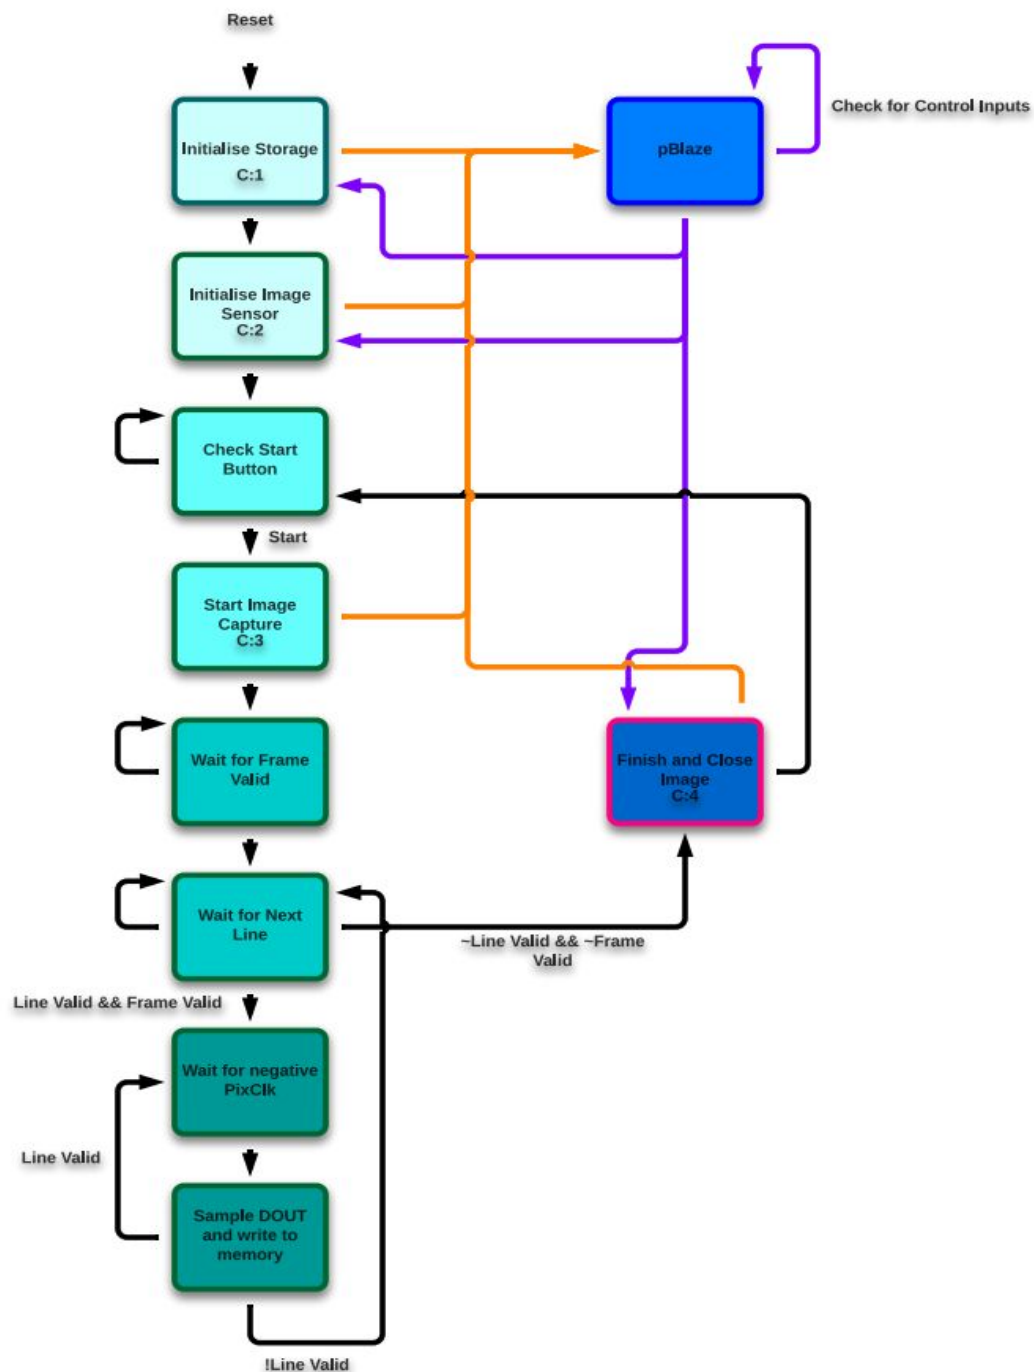 Reset
Initialise Storage
C:1
pBlaze
Check for Control Inputs
Initialise Image
Sensor
C:2
Check Start
Button
Start
Start Image
Capture
C:3
Wait for Frame
Valid
Finish and Close
Image
C:4
Wait for Next
Line
~Line Valid && ~Frame
Valid
Line Valid && Frame Valid
Wait for negative
PixClk
Line Valid
Sample DOUT
and write to
memory
!Line Valid